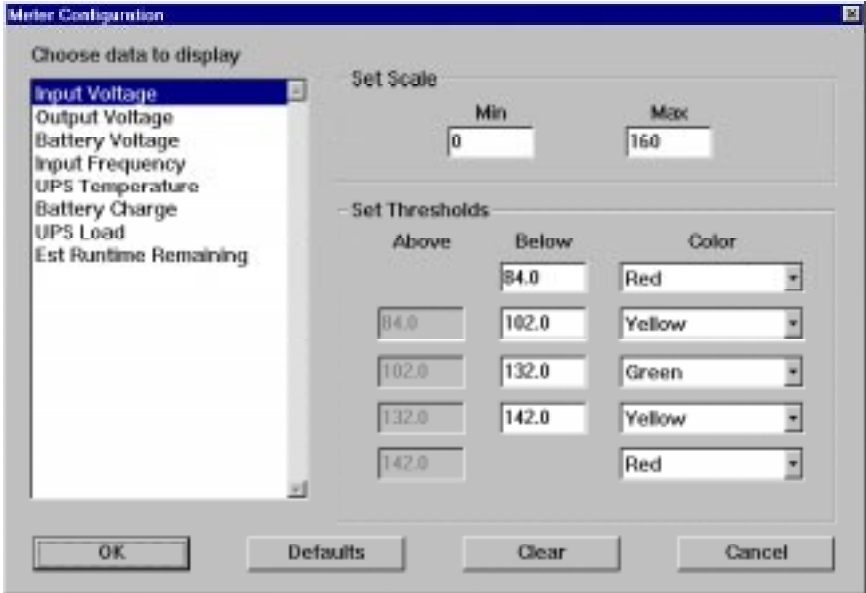 Meter Configuration
Choose data to display
Input Voltage
Output Voltage
Battery Voltage
Input Frequency
UPS Temperature
Battery Charge
UPS Load
Est Runtime Remaining
Set Scale
Min Max
0 160
Set Thresholds
Above Below Color
84.0 Red
84.0 102.0 Yellow
102.0 132.0 Green
132.0 142.0 Yellow
142.0 Red
OK Defaults Clear Cancel